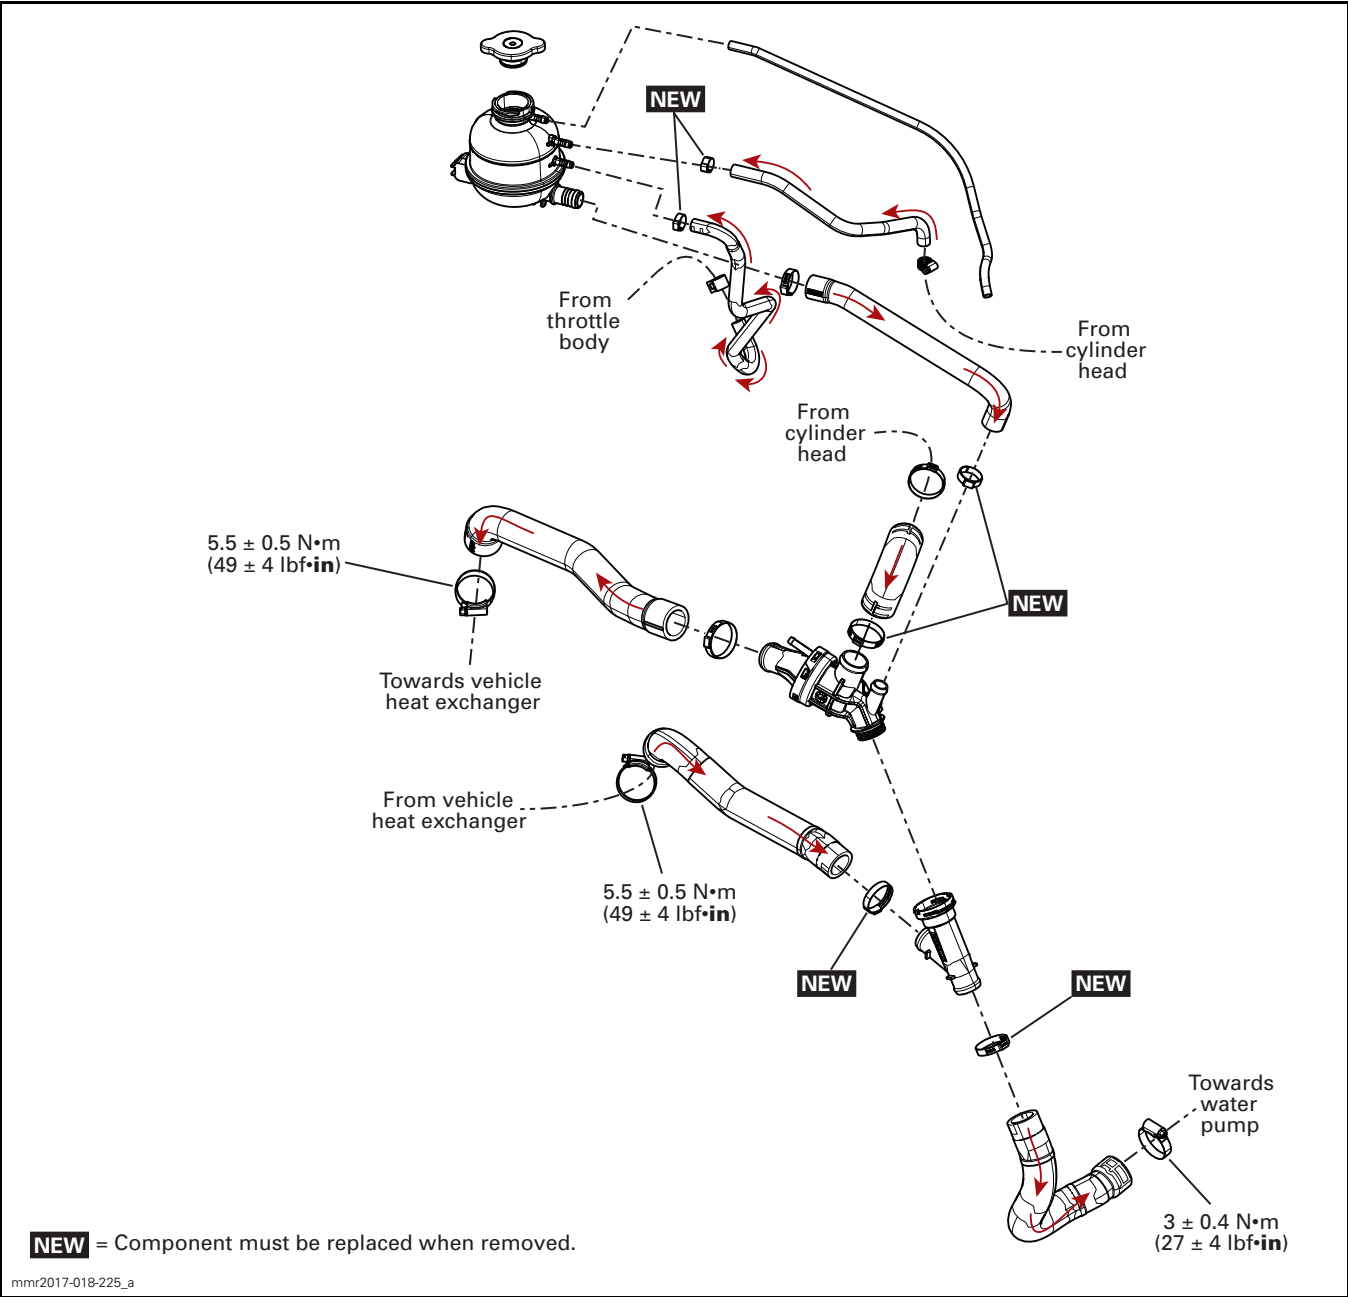 NEW
From
throttle
body
From
cylinder
head
From
cylinder
head
5.5 ± 0.5 N•m
(49 ± 4 lbf•in)
NEW
Towards vehicle
heat exchanger
From vehicle
heat exchanger
5.5 ± 0.5 N•m
(49 ± 4 lbf•in)
NEW
NEW
Towards
water
pump
3 ± 0.4 N•m
(27 ± 4 lbf•in)
NEW = Component must be replaced when removed.
mmr2017-018-225_a